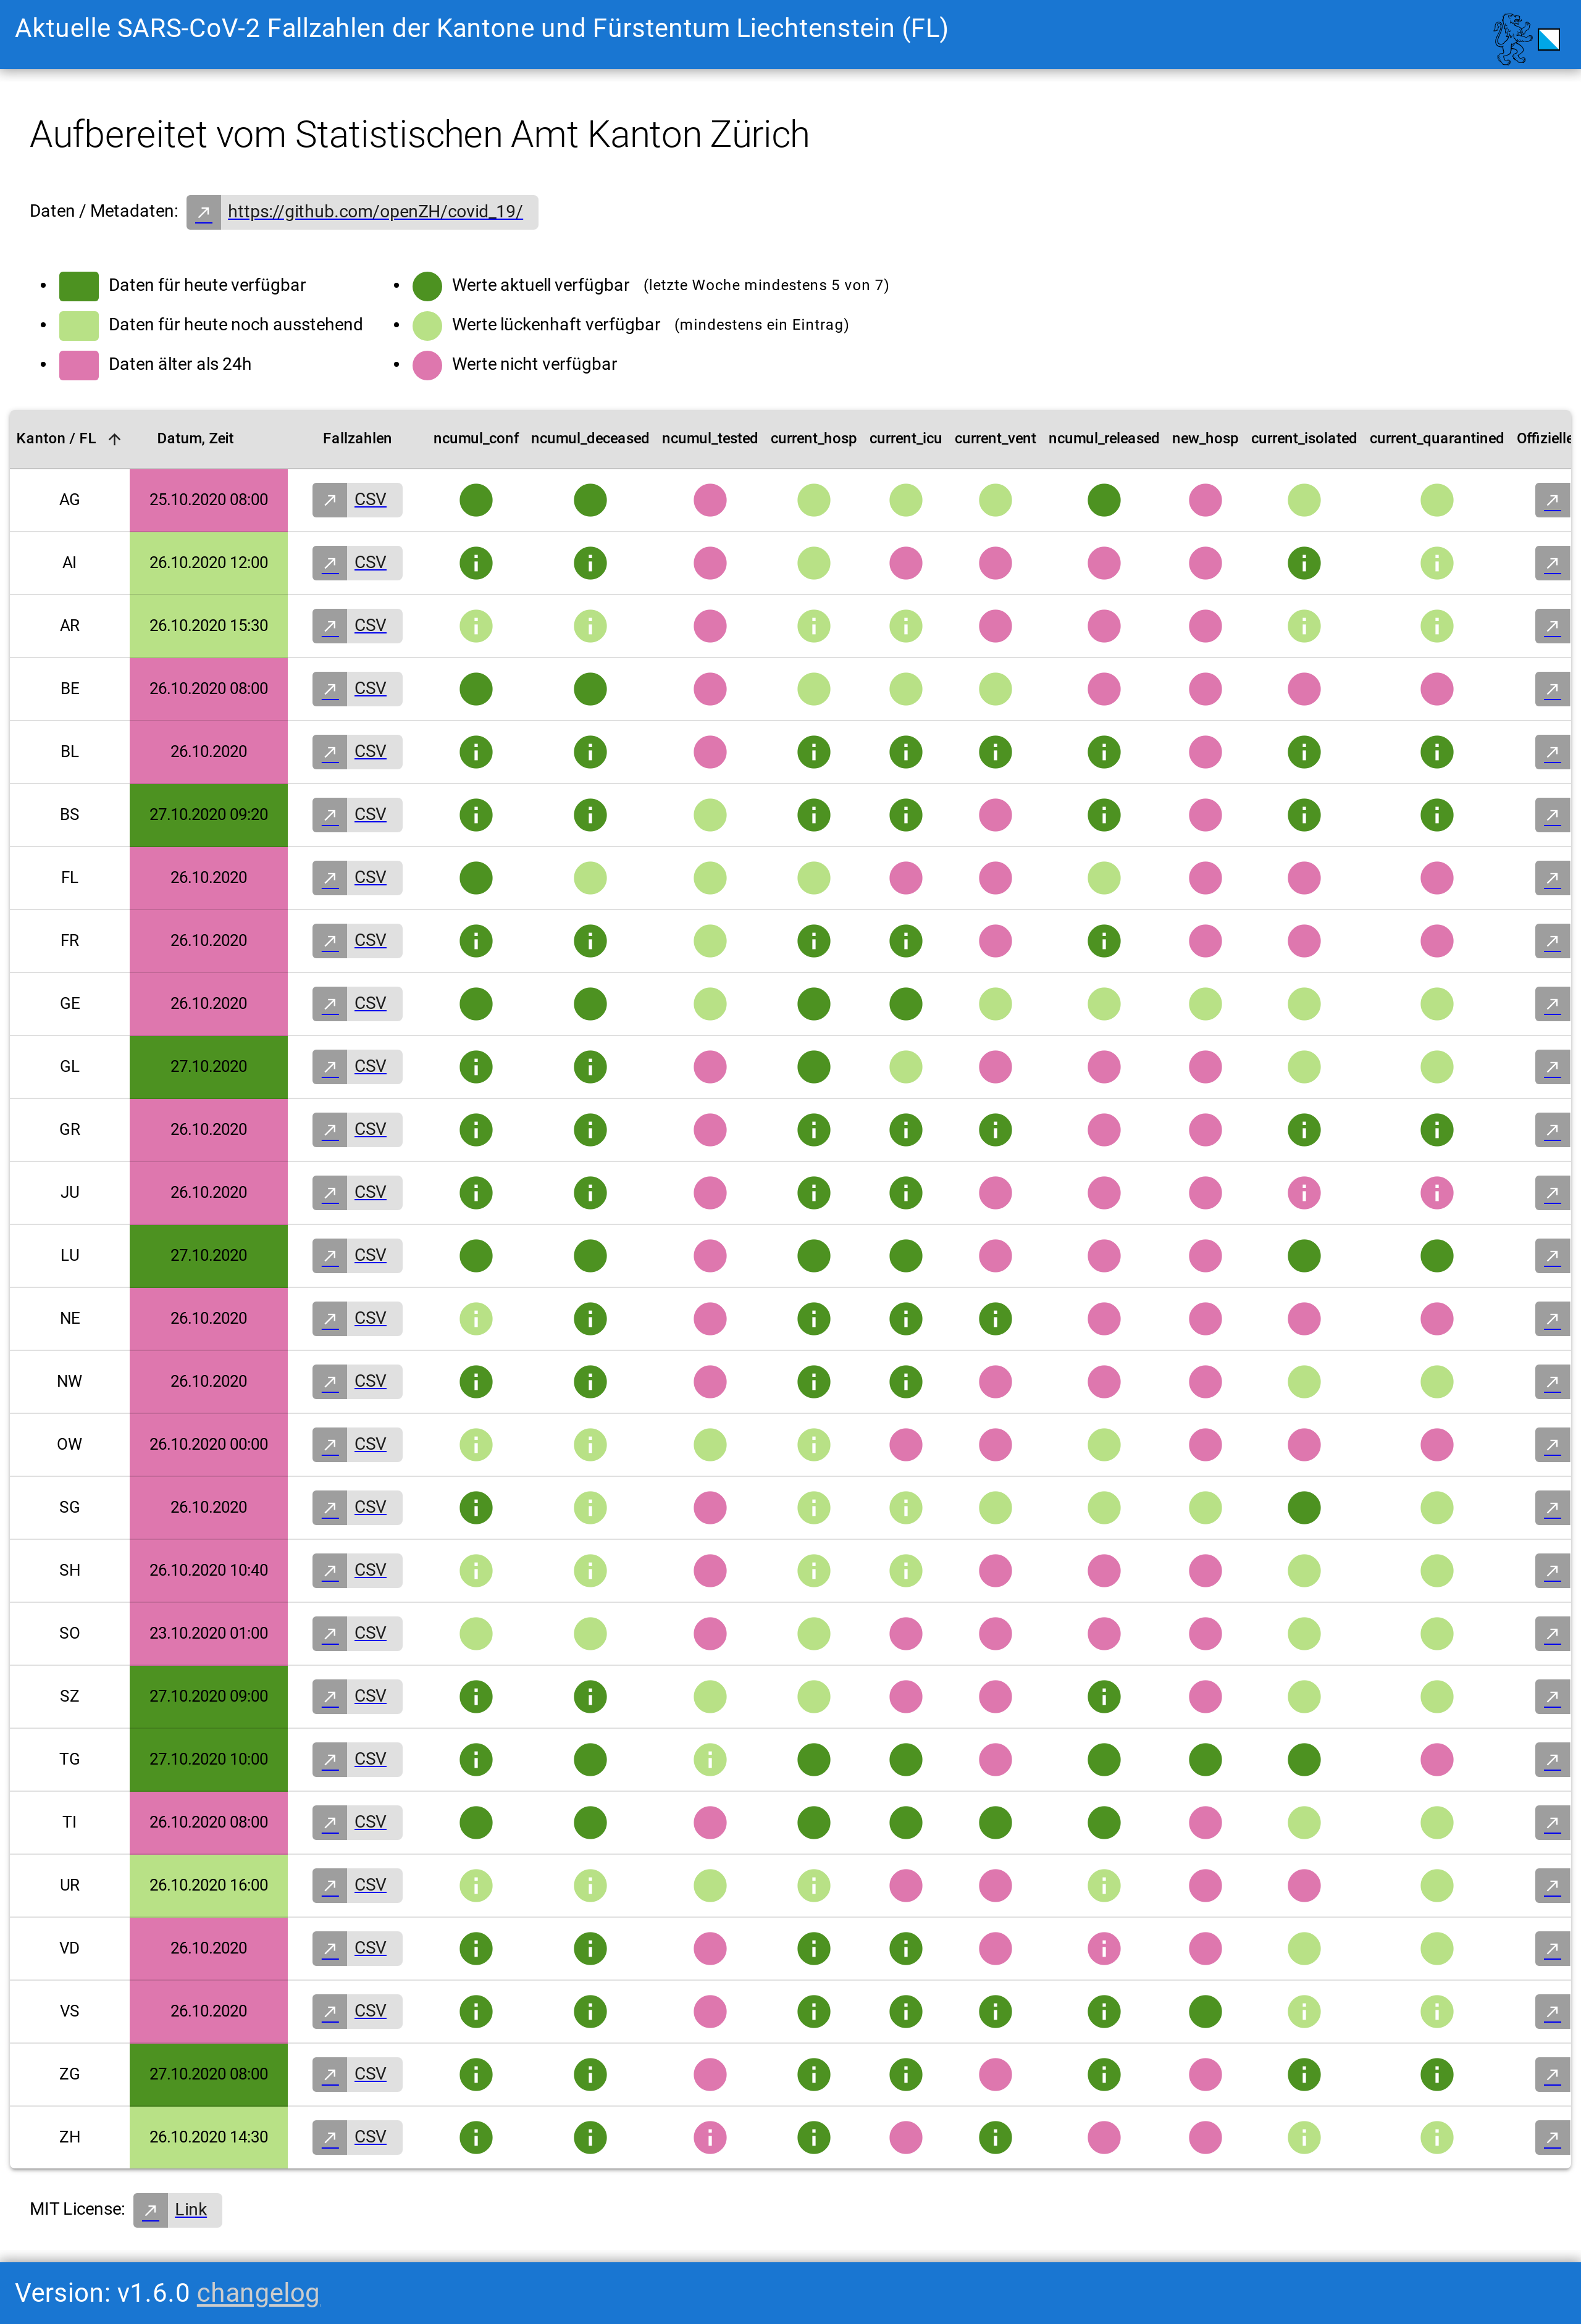 Aktuelle SARS-CoV-2 Fallzahlen der Kantone und Fürstentum Liechtenstein (FL)
Aufbereitet vom Statistischen Amt Kanton Zürich
Daten / Metadaten: https://github.com/openZH/covid_19/
Daten für heute verfügbar
Daten für heute noch ausstehend
Daten älter als 24h
Werte aktuell verfügbar (letzte Woche mindestens 5 von 7)
Werte lückenhaft verfügbar (mindestens ein Eintrag)
Werte nicht verfügbar
Kanton / FL Datum, Zeit Fallzahlen ncumul_conf ncumul_deceased ncumul_tested current_hosp current_icu current_vent ncumul_released new_hosp current_isolated current_quarantined Offizielle
AG 25.10.2020 08:00 CSV
AI 26.10.2020 12:00 CSV
AR 26.10.2020 15:30 CSV
BE 26.10.2020 08:00 CSV
BL 26.10.2020 CSV
BS 27.10.2020 09:20 CSV
FL 26.10.2020 CSV
FR 26.10.2020 CSV
GE 26.10.2020 CSV
GL 27.10.2020 CSV
GR 26.10.2020 CSV
JU 26.10.2020 CSV
LU 27.10.2020 CSV
NE 26.10.2020 CSV
NW 26.10.2020 CSV
OW 26.10.2020 00:00 CSV
SG 26.10.2020 CSV
SH 26.10.2020 10:40 CSV
SO 23.10.2020 01:00 CSV
SZ 27.10.2020 09:00 CSV
TG 27.10.2020 10:00 CSV
TI 26.10.2020 08:00 CSV
UR 26.10.2020 16:00 CSV
VD 26.10.2020 CSV
VS 26.10.2020 CSV
ZG 27.10.2020 08:00 CSV
ZH 26.10.2020 14:30 CSV
MIT License: Link
Version: v1.6.0 changelog